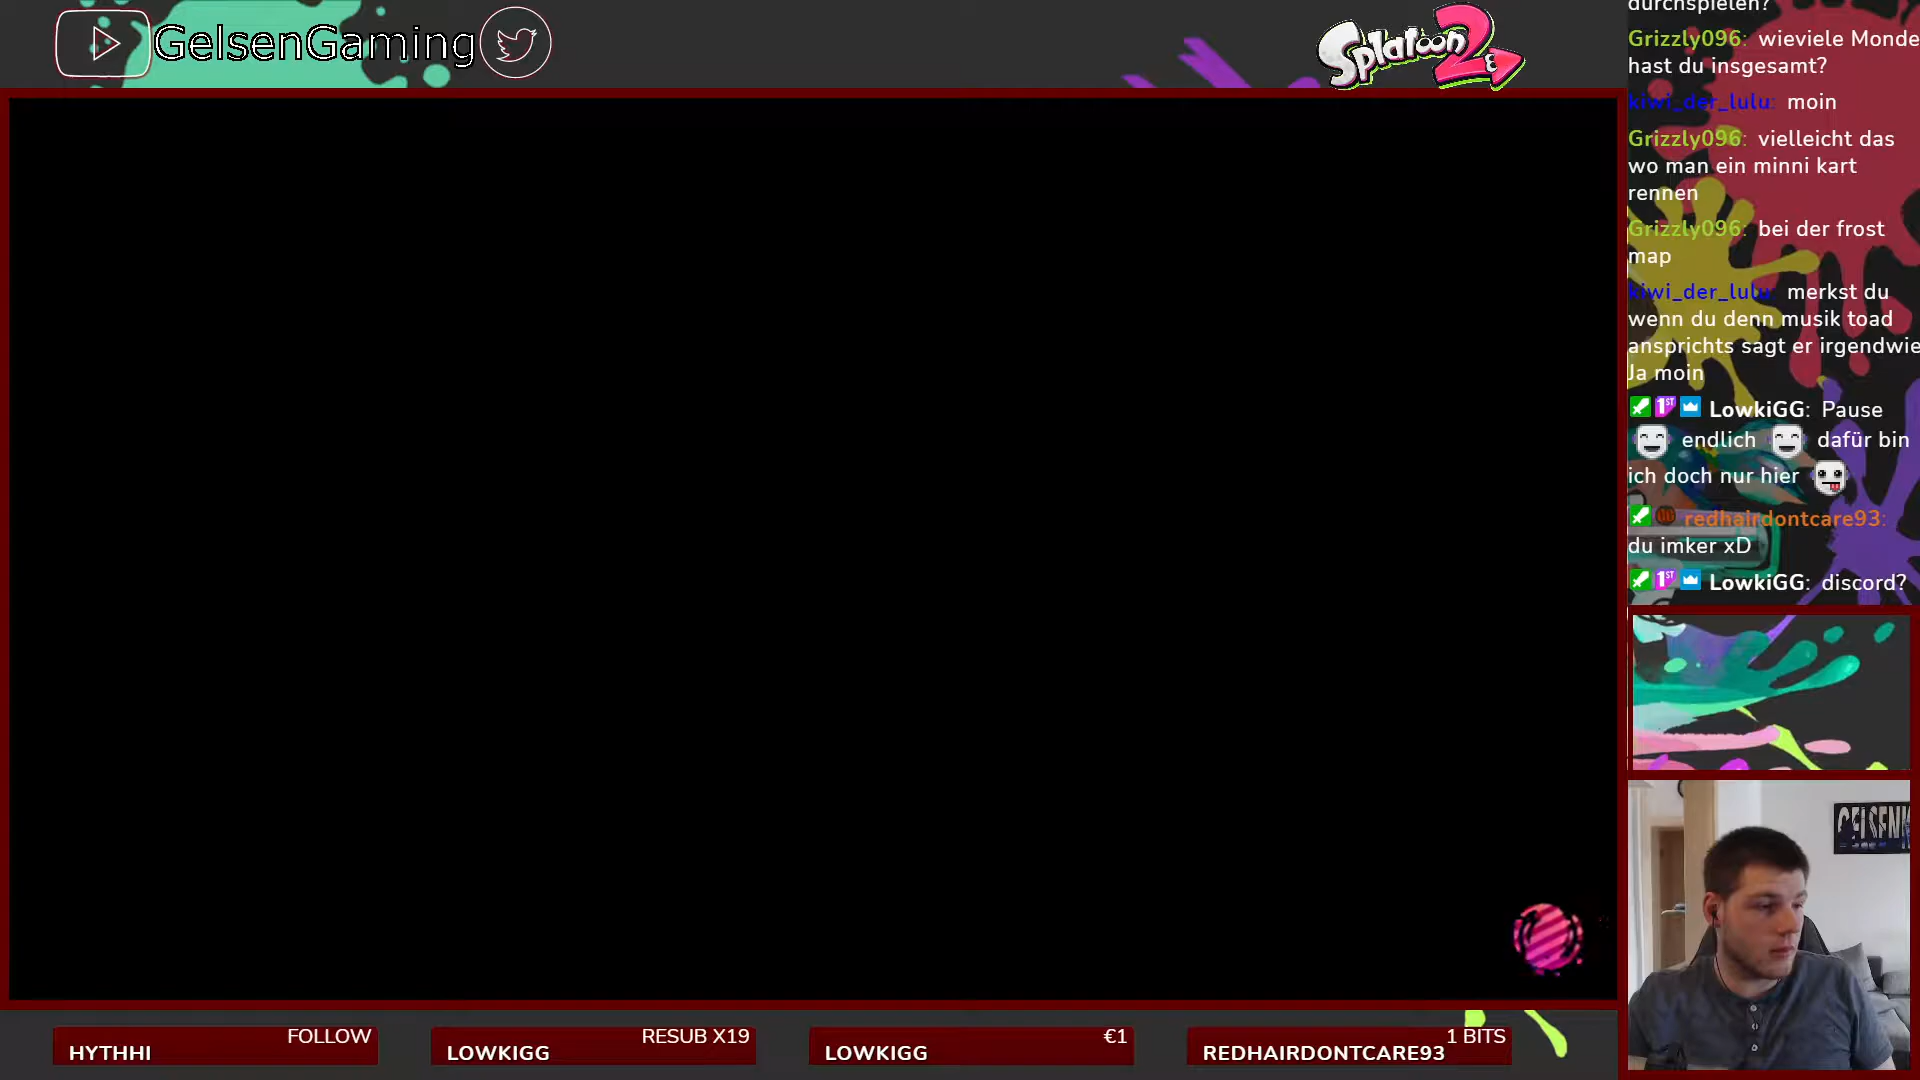 GelsenGaming
Splatoon 2
durchspielen?
Grizzly096: wieviele Monde
hast du insgesamt?
kiwi_der_lulu: moin
Grizzly096: vielleicht das
wo man ein minni kart
rennen
Grizzly096: bei der frost
map
kiwi_der_lulu: merkst du
wenn du denn musik toad
ansprichts sagt er irgendwie
Ja moin
1ST LowkiGG: Pause
endlich dafür bin
ich doch nur hier
redhairdontcare93:
du imker xD
1ST LowkiGG: discord?
HYTHHI FOLLOW
LOWKIGG RESUB X19
LOWKIGG €1
REDHAIRDONTCARE93 1 BITS